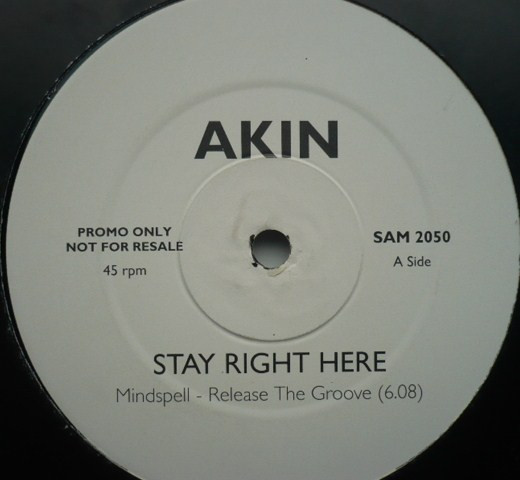 AKIN
PROMO ONLY
NOT FOR RESALE
45 rpm
SAM 2050
A Side
STAY RIGHT HERE
Mindspell - Release The Groove (6.08)